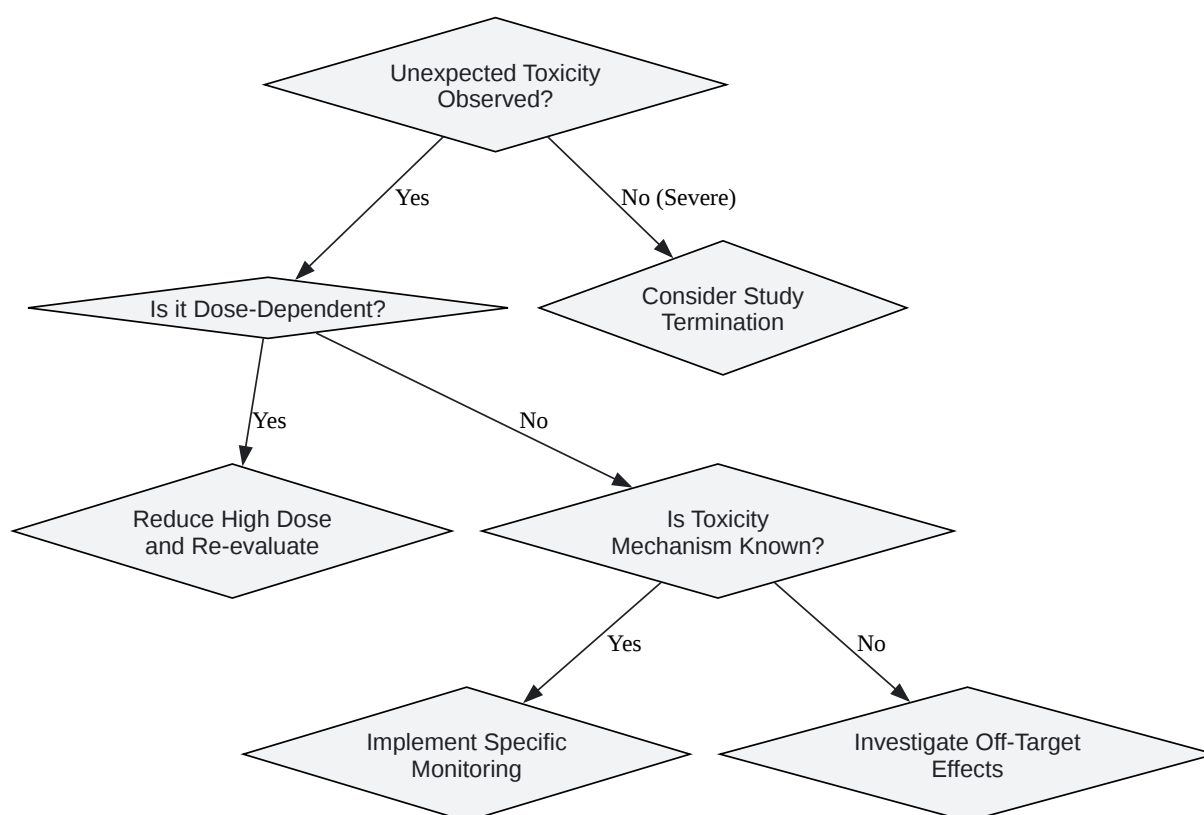 Unexpected Toxicity
Observed?
Yes
No (Severe)
Is it Dose-Dependent?
Consider Study
Termination
Yes
No
Reduce High Dose
and Re-evaluate
Is Toxicity
Mechanism Known?
Yes
No
Implement Specific
Monitoring
Investigate Off-Target
Effects